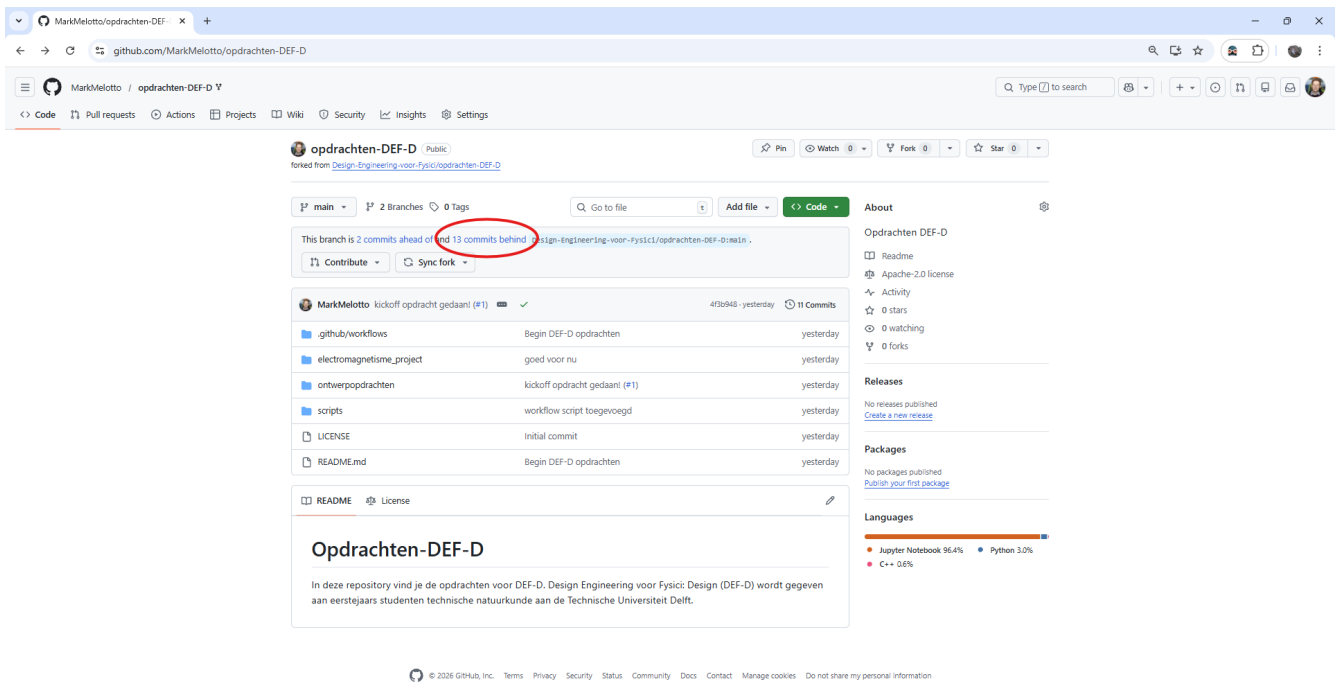 MarkMelotto/opdrachten-DEF-
github.com/MarkMelotto/opdrachten-DEF-D
MarkMelotto / opdrachten-DEF-D
Type / to search
Code Pull requests Actions Projects Wiki Security Insights Settings
opdrachten-DEF-D Public
Pin Watch 0 Fork 0 Star 0
forked from Design-Engineering-voor-Fysici/opdrachten-DEF-D
main 2 Branches 0 Tags Go to file t Add file Code
This branch is 2 commits ahead of and 13 commits behind Design-Engineering-voor-Fysici/opdrachten-DEF-D:main .
Contribute Sync fork
MarkMelotto kickoff opdracht gedaan! (#1) 4f3b948 · yesterday 11 Commits
.github/workflows Begin DEF-D opdrachten yesterday
electromagnetisme_project goed voor nu yesterday
ontwerpopdrachten kickoff opdracht gedaan! (#1) yesterday
scripts workflow script toegevoegd yesterday
LICENSE Initial commit yesterday
README.md Begin DEF-D opdrachten yesterday
README License
Opdrachten-DEF-D
In deze repository vind je de opdrachten voor DEF-D. Design Engineering voor Fysici: Design (DEF-D) wordt gegeven
aan eerstejaars studenten technische natuurkunde aan de Technische Universiteit Delft.
About
Opdrachten DEF-D
Readme
Apache-2.0 license
Activity
0 stars
0 watching
0 forks
Releases
No releases published
Create a new release
Packages
No packages published
Publish your first package
Languages
Jupyter Notebook 96.4% Python 3.0%
C++ 0.6%
© 2026 GitHub, Inc. Terms Privacy Security Status Community Docs Contact Manage cookies Do not share my personal information